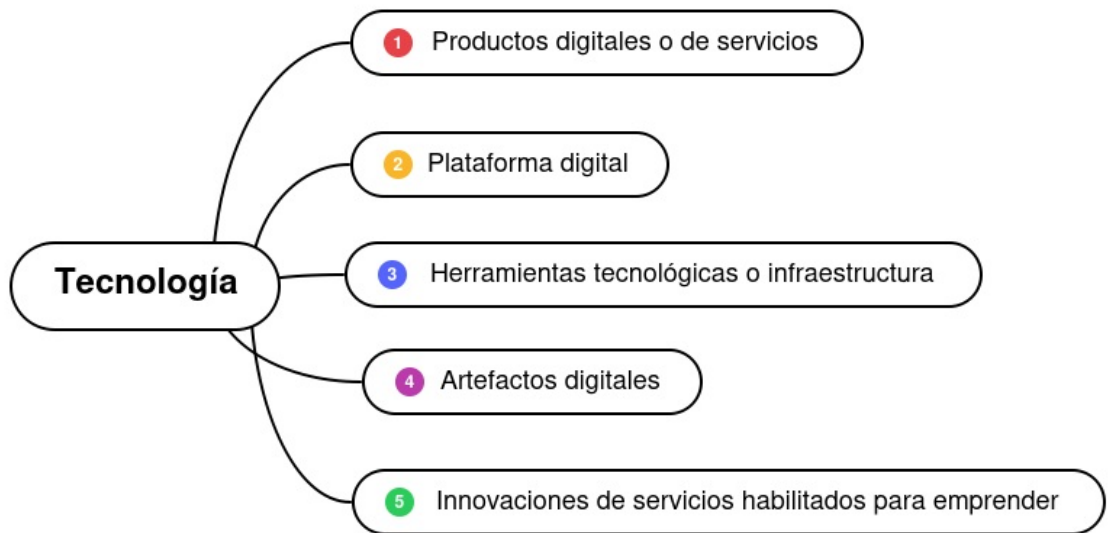 1 Productos digitales o de servicios
2 Plataforma digital
Tecnología
3 Herramientas tecnológicas o infraestructura
4 Artefactos digitales
5 Innovaciones de servicios habilitados para emprender